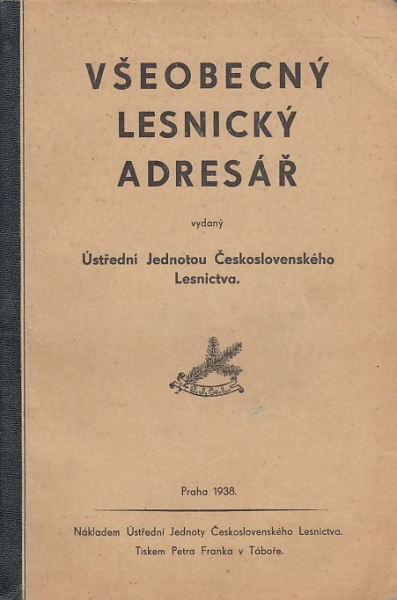 VŠEOBECNÝ
LESNICKÝ
ADRESÁŘ
vydaný
Ústřední Jednotou Československého
Lesnictva.
Ú.J.Čs.L.
Praha 1938.
Nákladem Ústřední Jednoty Československého Lesnictva.
Tiskem Petra Franka v Táboře.